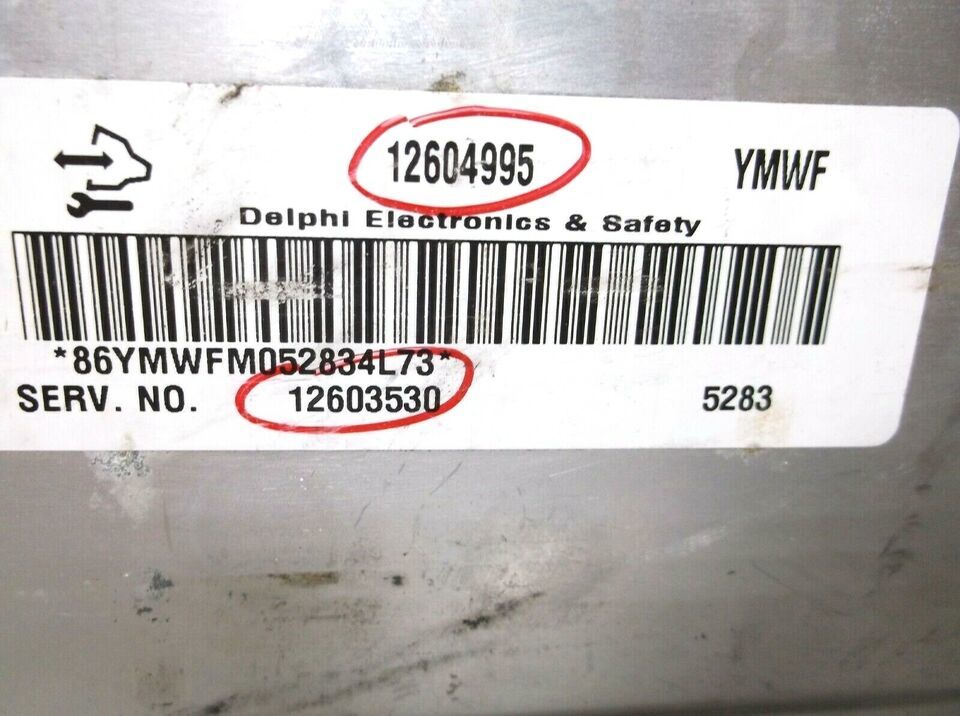 12604995 YMWF
Delphi Electronics & Safety
*86YMWFM052834L73*
SERV. NO. 12603530 5283